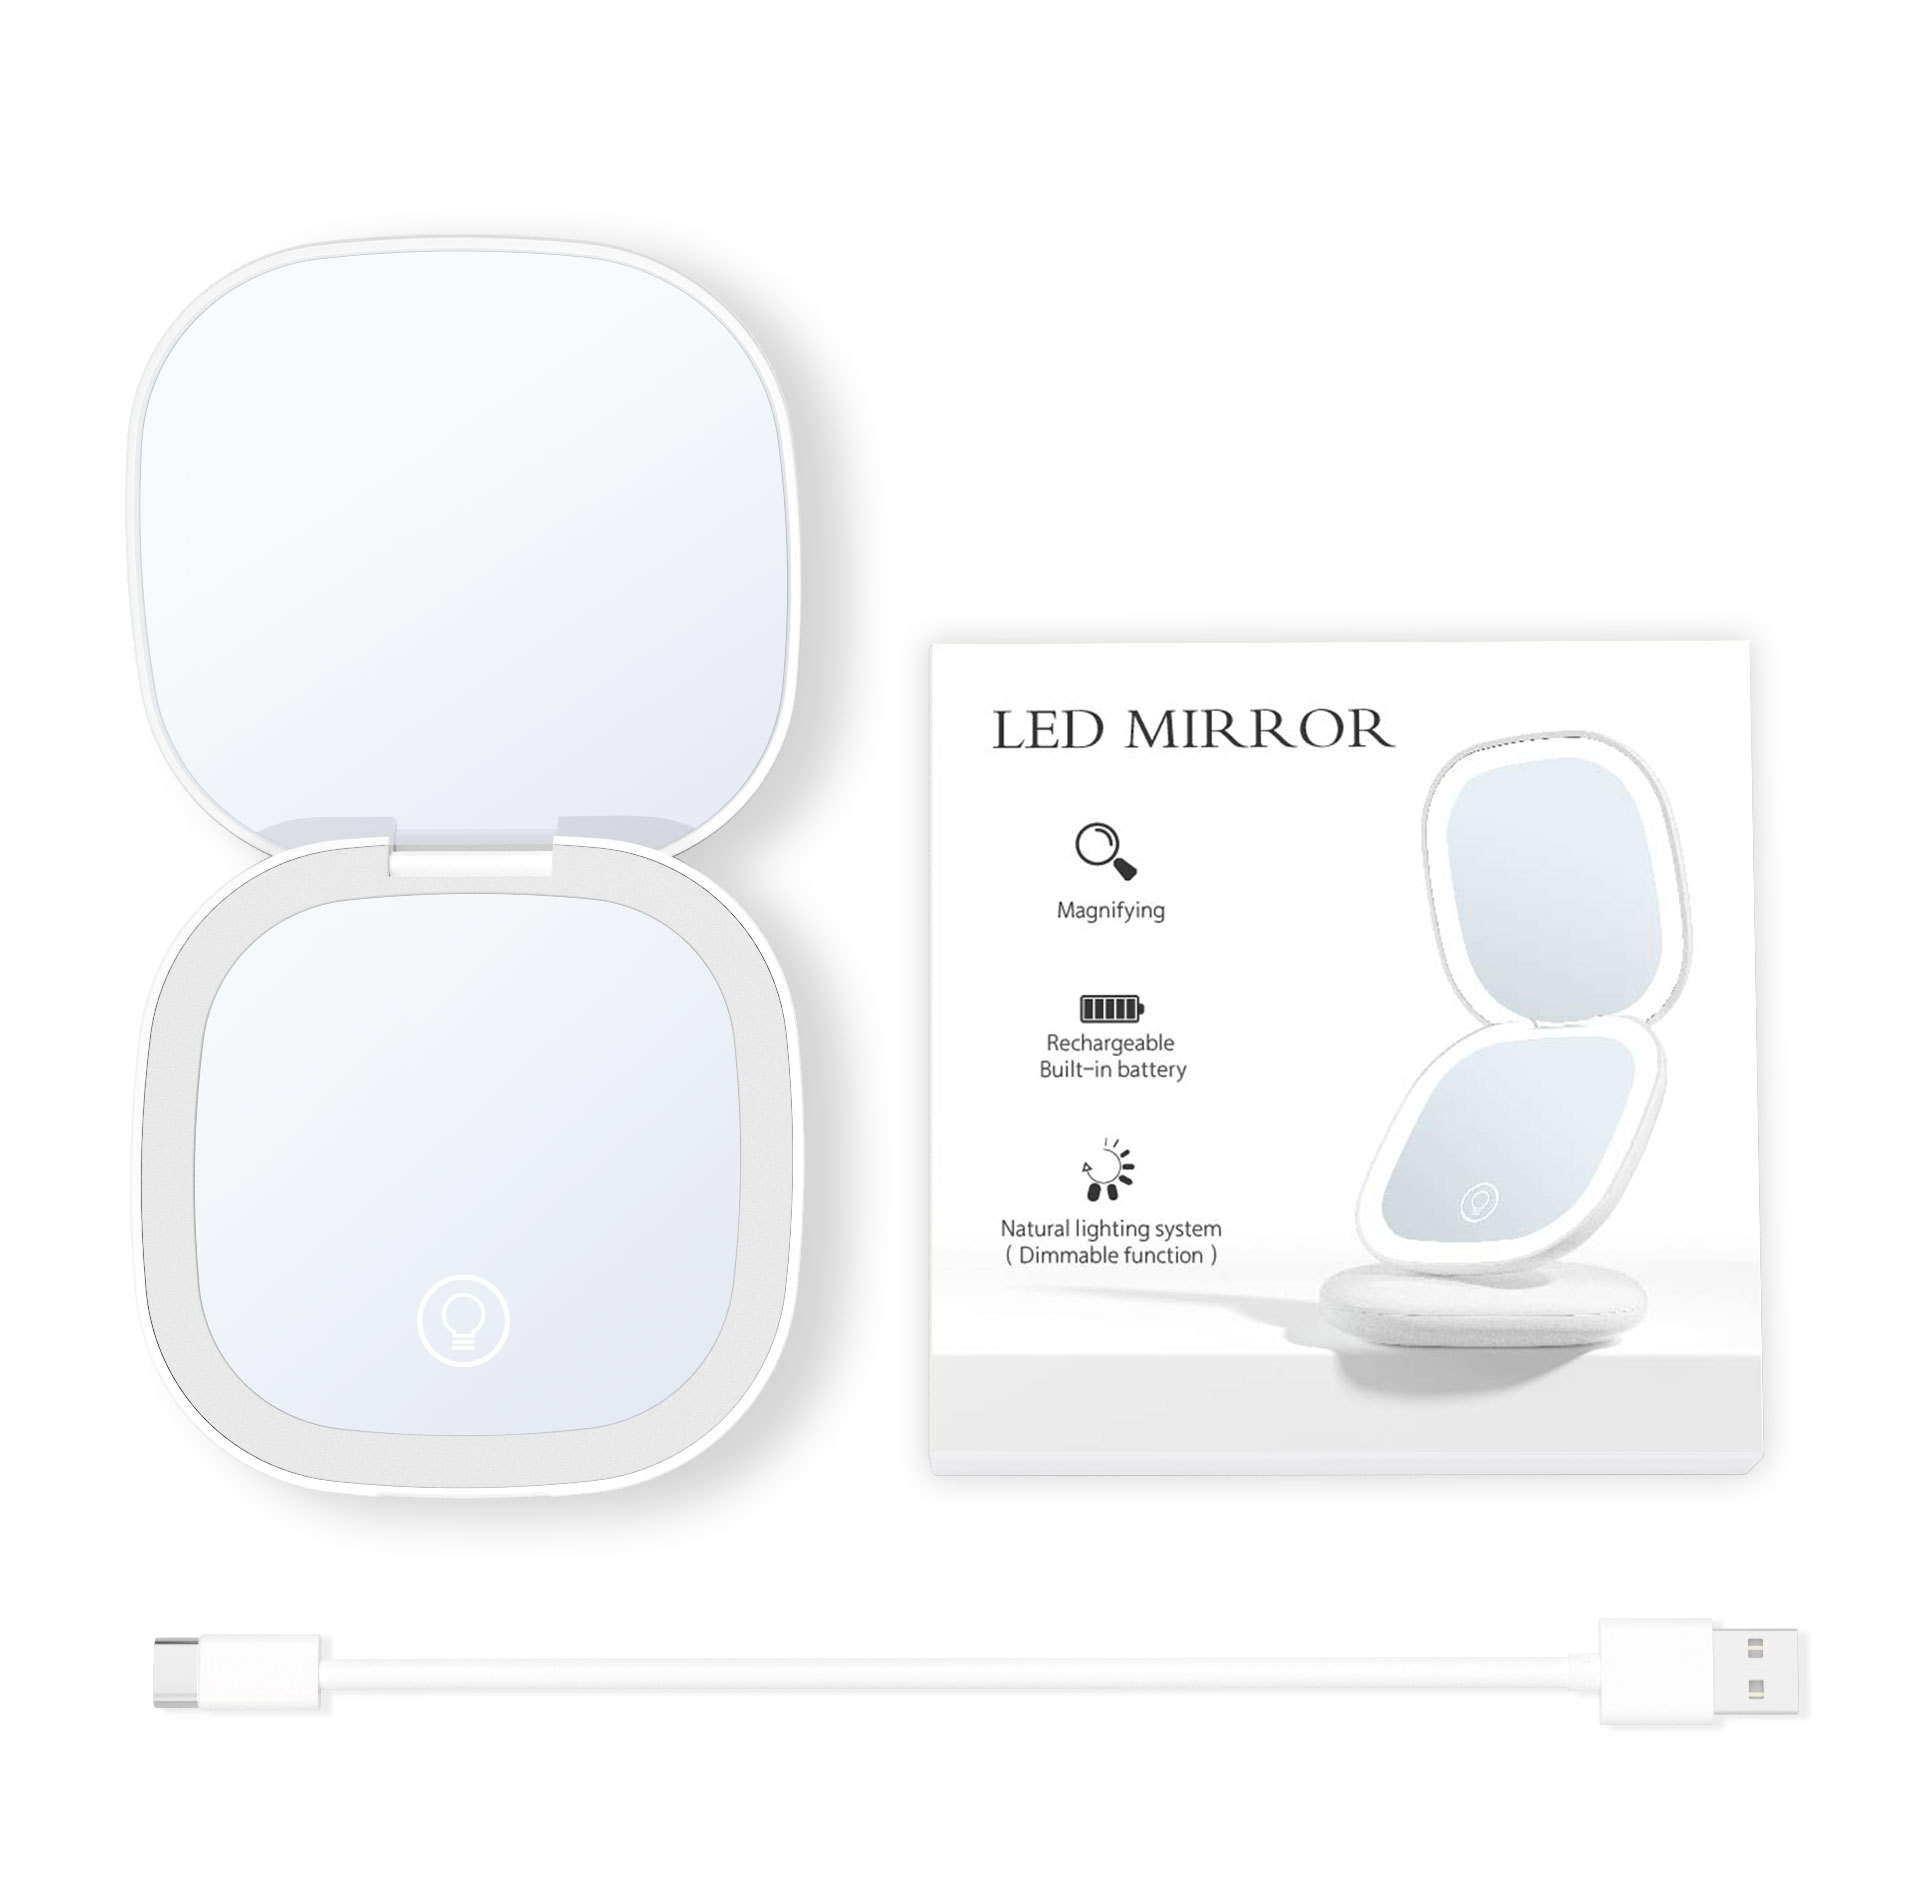 LED MIRROR
Magnifying
Rechargeable
Built-in battery
Natural lighting system
( Dimmable function )